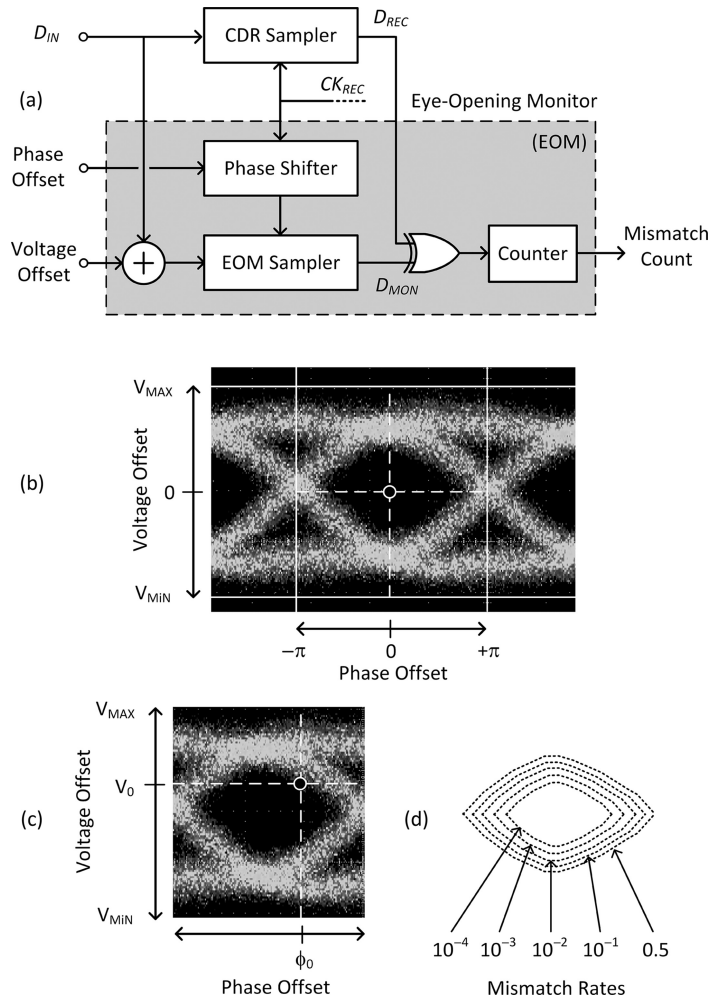 D_IN
CDR Sampler
D_REC
CK_REC
(a)
Eye-Opening Monitor
(EOM)
Phase
Offset
Phase Shifter
Voltage
Offset
+
EOM Sampler
D_MON
Counter
Mismatch
Count
(b)
Voltage Offset
V_MAX
0
V_MiN
−π
0
+π
Phase Offset
(c)
Voltage Offset
V_MAX
V_0
V_MiN
ϕ_0
Phase Offset
(d)
10^−4 10^−3 10^−2 10^−1 0.5
Mismatch Rates